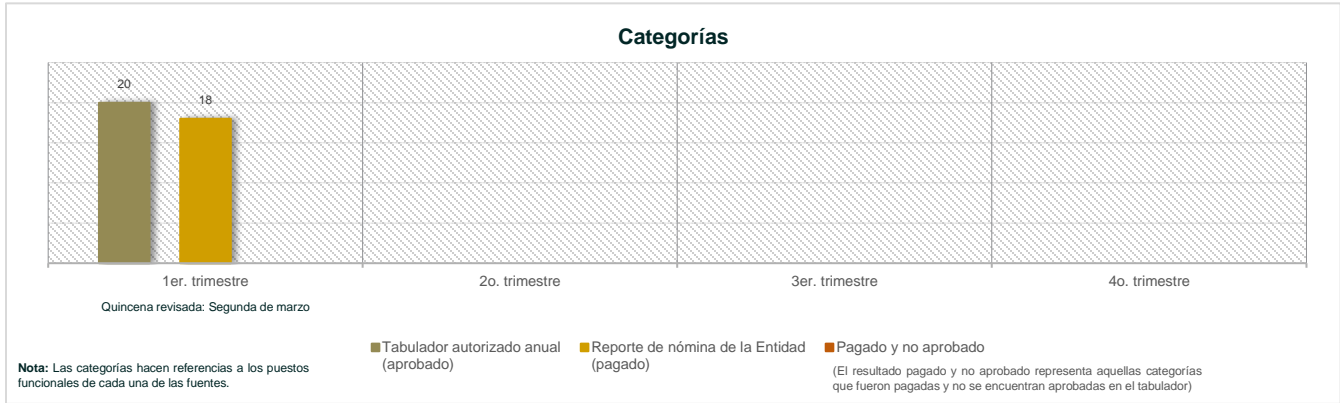 Categorías
20
18
1er. trimestre
2o. trimestre
3er. trimestre
4o. trimestre
Quincena revisada: Segunda de marzo
Tabulador autorizado anual
(aprobado)
Reporte de nómina de la Entidad
(pagado)
Pagado y no aprobado
(El resultado pagado y no aprobado representa aquellas categorías
que fueron pagadas y no se encuentran aprobadas en el tabulador)
Nota: Las categorías hacen referencias a los puestos
funcionales de cada una de las fuentes.